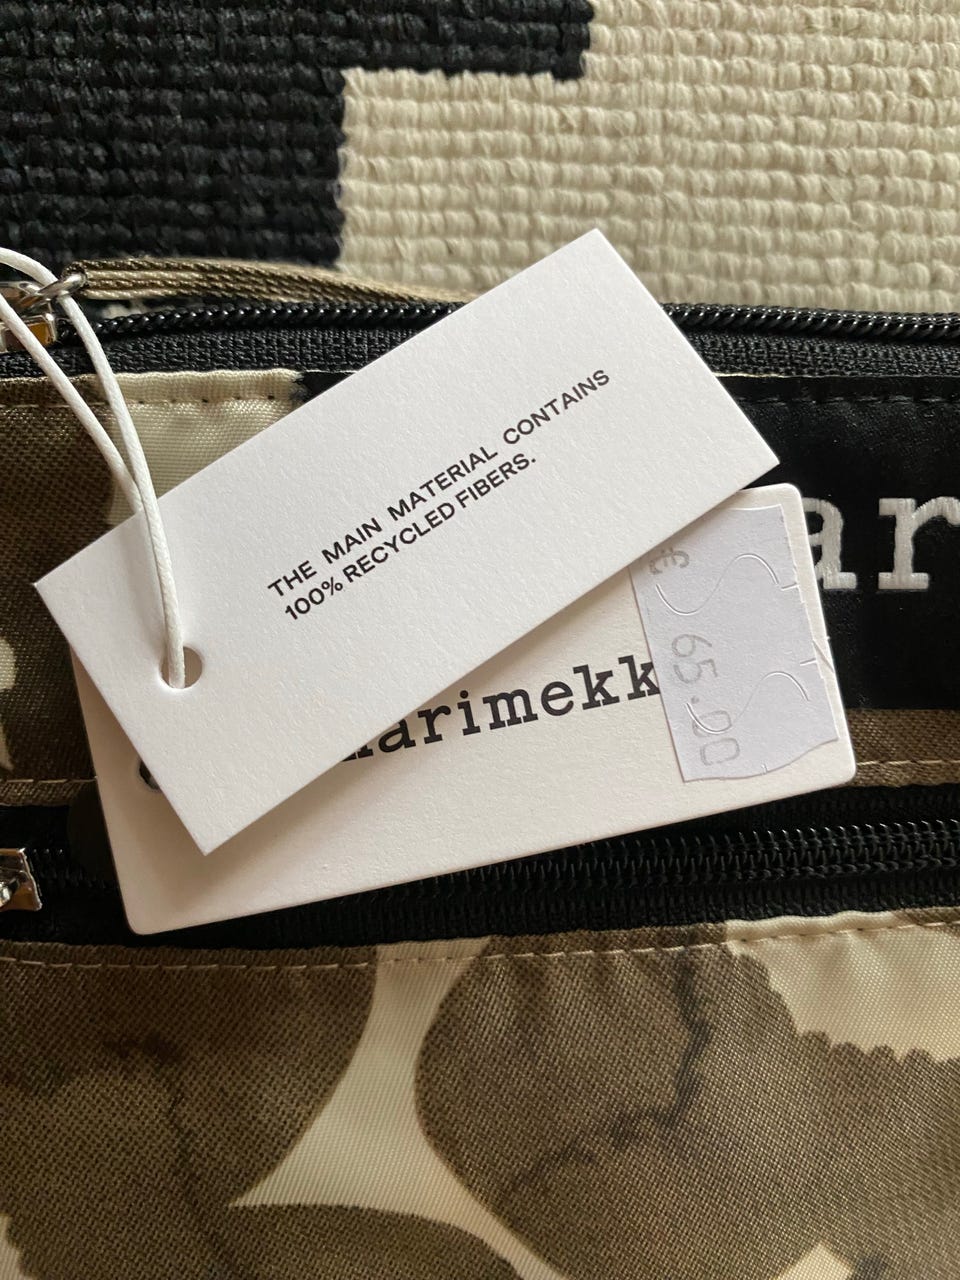 THE MAIN MATERIAL CONTAINS
100% RECYCLED FIBERS.
arimekk
€ 65.00
ar